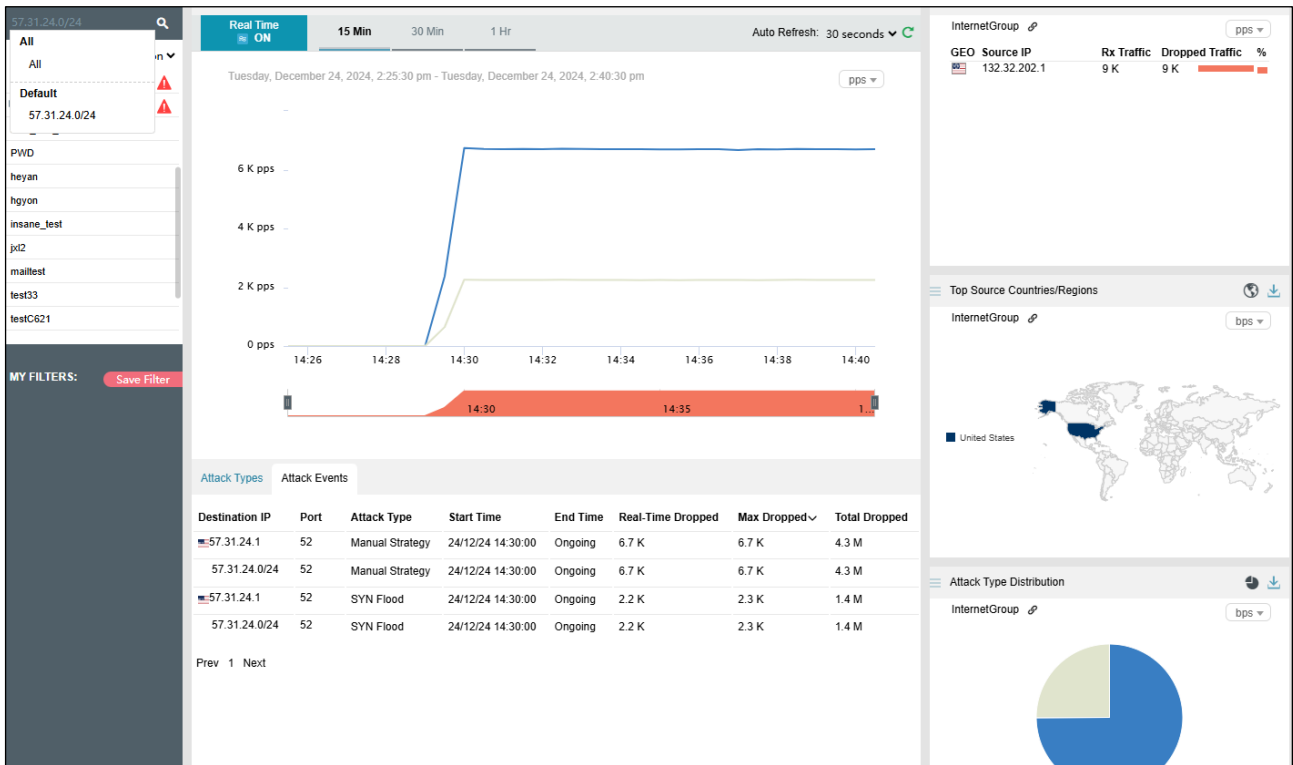 57.31.24.0/24
All
All
Default
57.31.24.0/24
PWD
heyan
hgyon
insane_test
jxl2
mailtest
test33
testC621
MY FILTERS: Save Filter
Real Time
ON
15 Min 30 Min 1 Hr
Auto Refresh: 30 seconds
Tuesday, December 24, 2024, 2:25:30 pm - Tuesday, December 24, 2024, 2:40:30 pm
pps
6 K pps
4 K pps
2 K pps
0 pps
14:26 14:28 14:30 14:32 14:34 14:36 14:38 14:40
14:30 14:35 1...
Attack Types Attack Events
Destination IP Port Attack Type Start Time End Time Real-Time Dropped Max Dropped Total Dropped
57.31.24.1 52 Manual Strategy 24/12/24 14:30:00 Ongoing 6.7 K 6.7 K 4.3 M
57.31.24.0/24 52 Manual Strategy 24/12/24 14:30:00 Ongoing 6.7 K 6.7 K 4.3 M
57.31.24.1 52 SYN Flood 24/12/24 14:30:00 Ongoing 2.2 K 2.3 K 1.4 M
57.31.24.0/24 52 SYN Flood 24/12/24 14:30:00 Ongoing 2.2 K 2.3 K 1.4 M
Prev 1 Next
InternetGroup
pps
GEO Source IP Rx Traffic Dropped Traffic %
132.32.202.1 9 K 9 K
Top Source Countries/Regions
InternetGroup
bps
United States
Attack Type Distribution
InternetGroup
bps